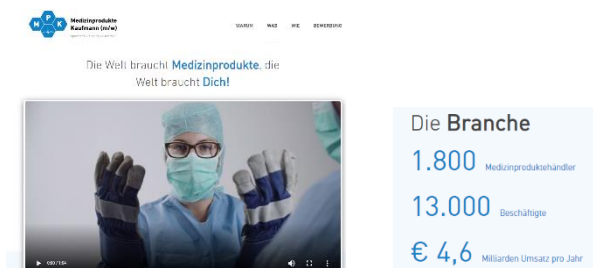 M P K
Medizinprodukte
Kaufmann (m/w)
WARUM WAS WIE BEWERBUNG
Die Welt braucht Medizinprodukte, die
Welt braucht Dich!
Die Branche
1.800 Medizinproduktehändler
13.000 Beschäftigte
€ 4,6 Milliarden Umsatz pro Jahr